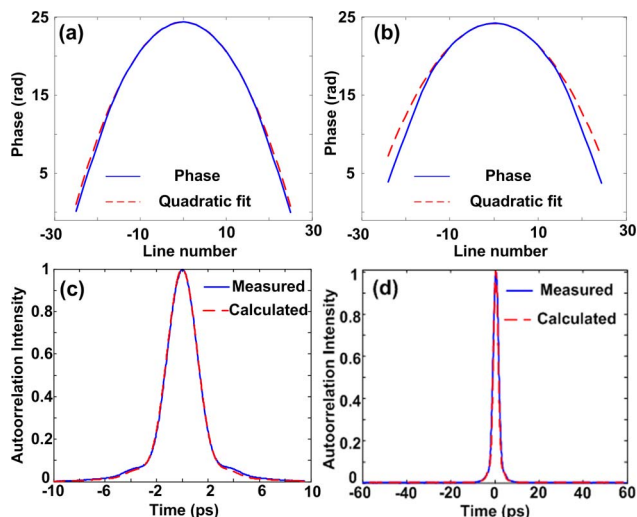 (a)
Phase (rad)
25
15
5
-30
-10
10
30
Line number
Phase
Quadratic fit
(b)
Phase (rad)
25
15
5
-30
-10
10
30
Line number
Phase
Quadratic fit
(c)
Autoorrelation Intensity
1
0.8
0.6
0.4
0.2
0
-10
-6
-2
2
6
10
Time (ps)
Measured
Calculated
(d)
Autoorrelation Intensity
1
0.8
0.6
0.4
0.2
0
-60
-40
-20
0
20
40
60
Time (ps)
Measured
Calculated